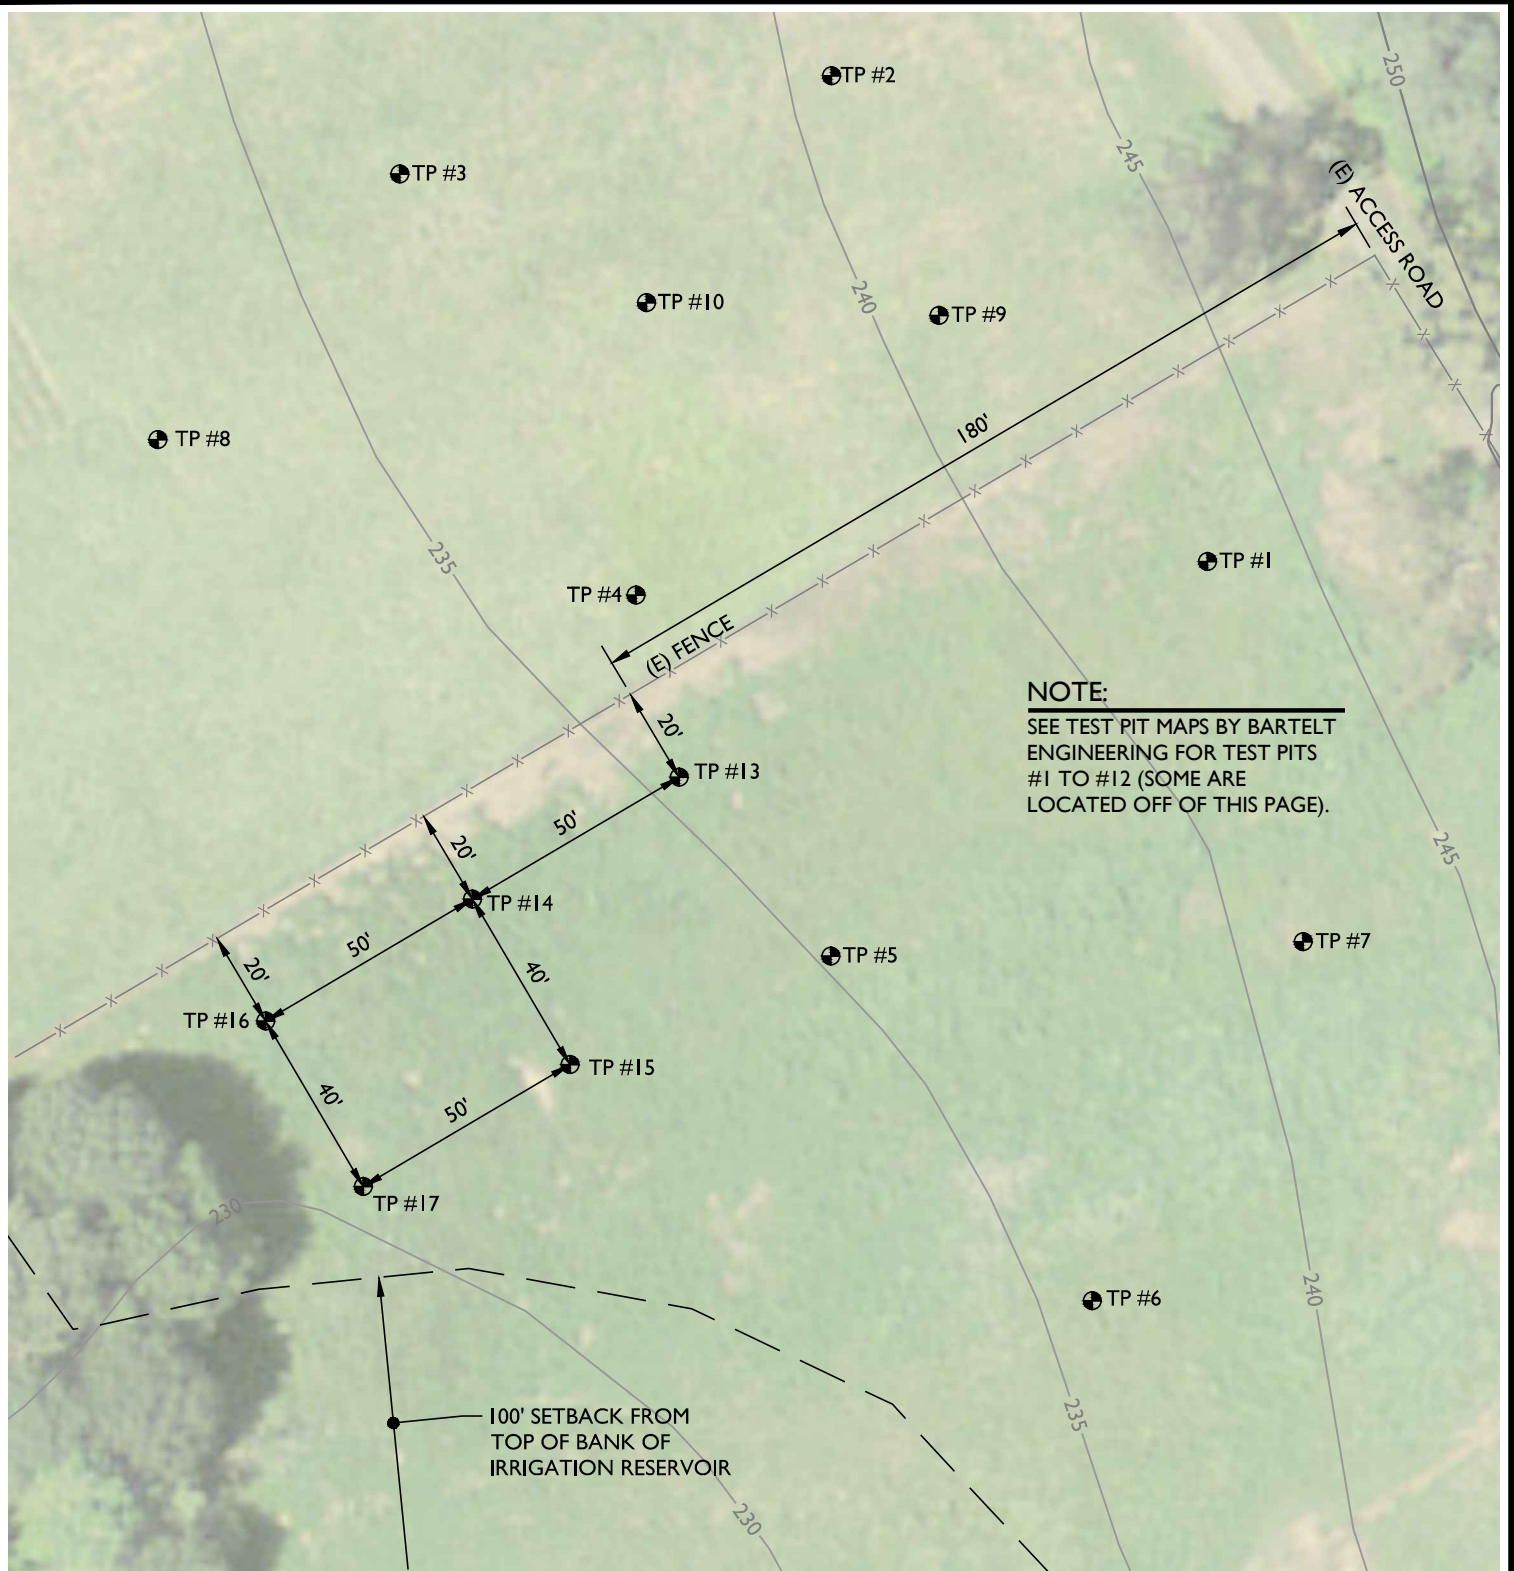 TP #2
250
245
TP #3
(E) ACCESS ROAD
TP #10
240
TP #9
180'
TP #8
235
TP #1
TP #4
(E) FENCE
20'
TP #13
NOTE:
SEE TEST PIT MAPS BY BARTELT
ENGINEERING FOR TEST PITS
#1 TO #12 (SOME ARE
LOCATED OFF OF THIS PAGE).
50'
20'
245
TP #14
50'
20'
40'
TP #5
TP #7
TP #16
TP #15
40'
50'
TP #17
230
TP #6
240
100' SETBACK FROM
TOP OF BANK OF
IRRIGATION RESERVOIR
235
230